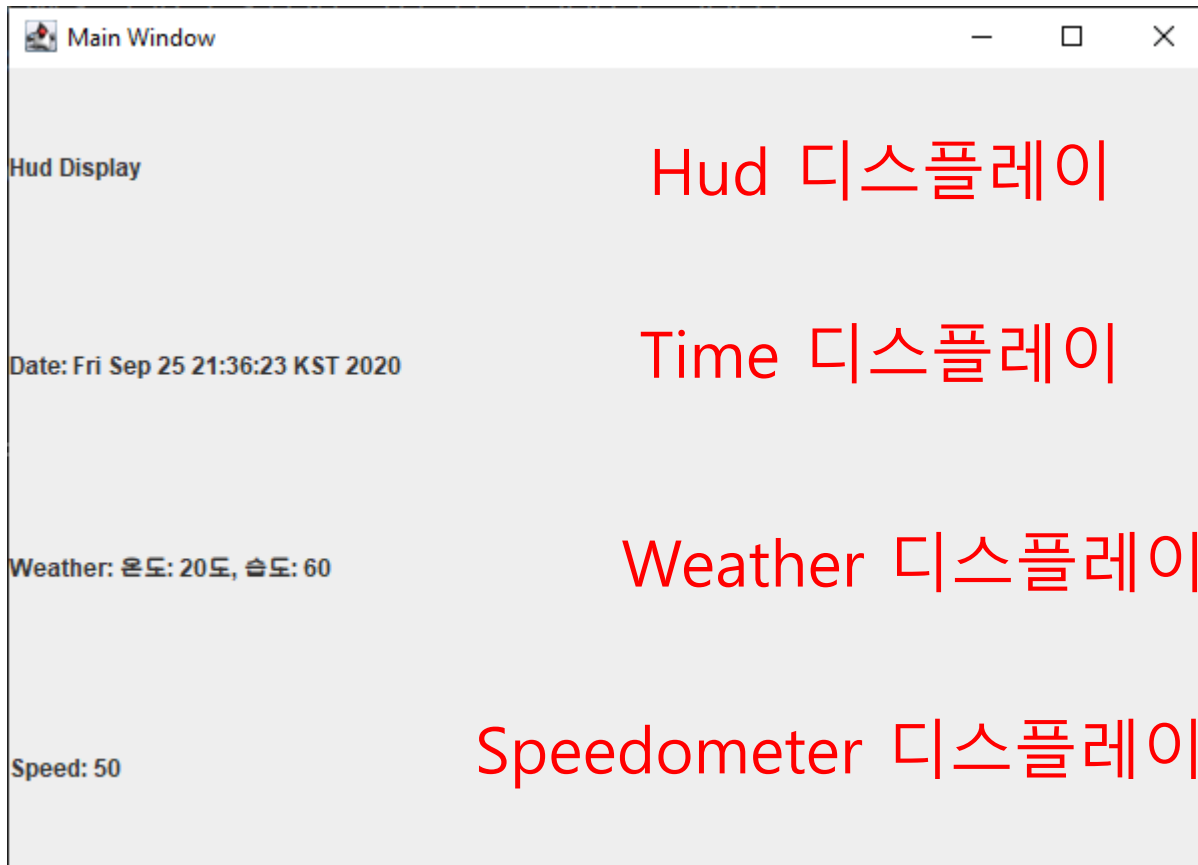 Main Window
Hud Display
Hud 디스플레이
Date: Fri Sep 25 21:36:23 KST 2020
Time 디스플레이
Weather: 온도: 20도, 습도: 60
Weather 디스플레이
Speed: 50
Speedometer 디스플레이